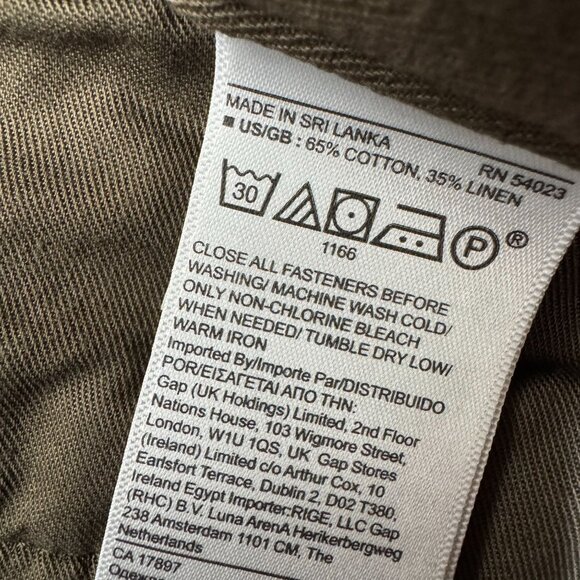 MADE IN SRI LANKA RN 54023
■ US/GB : 65% COTTON, 35% LINEN
30 P ®
1166
CLOSE ALL FASTENERS BEFORE
WASHING/ MACHINE WASH COLD/
ONLY NON-CHLORINE BLEACH
WHEN NEEDED/ TUMBLE DRY LOW/
WARM IRON
Imported By/Importe Par/DISTRIBUIDO
POR/ΕΙΣΑΓΕΤΑΙ ΑΠΟ ΤΗΝ:
Gap (UK Holdings) Limited, 2nd Floor
Nations House, 103 Wigmore Street,
London, W1U 1QS, UK Gap Stores
(Ireland) Limited c/o Arthur Cox, 10
Earlsfort Terrace, Dublin 2, D02 T380,
Ireland Egypt Importer:RIGE, LLC Gap
(RHC) B.V. Luna ArenA Herikerbergweg
238 Amsterdam 1101 CM, The
Netherlands
CA 17897